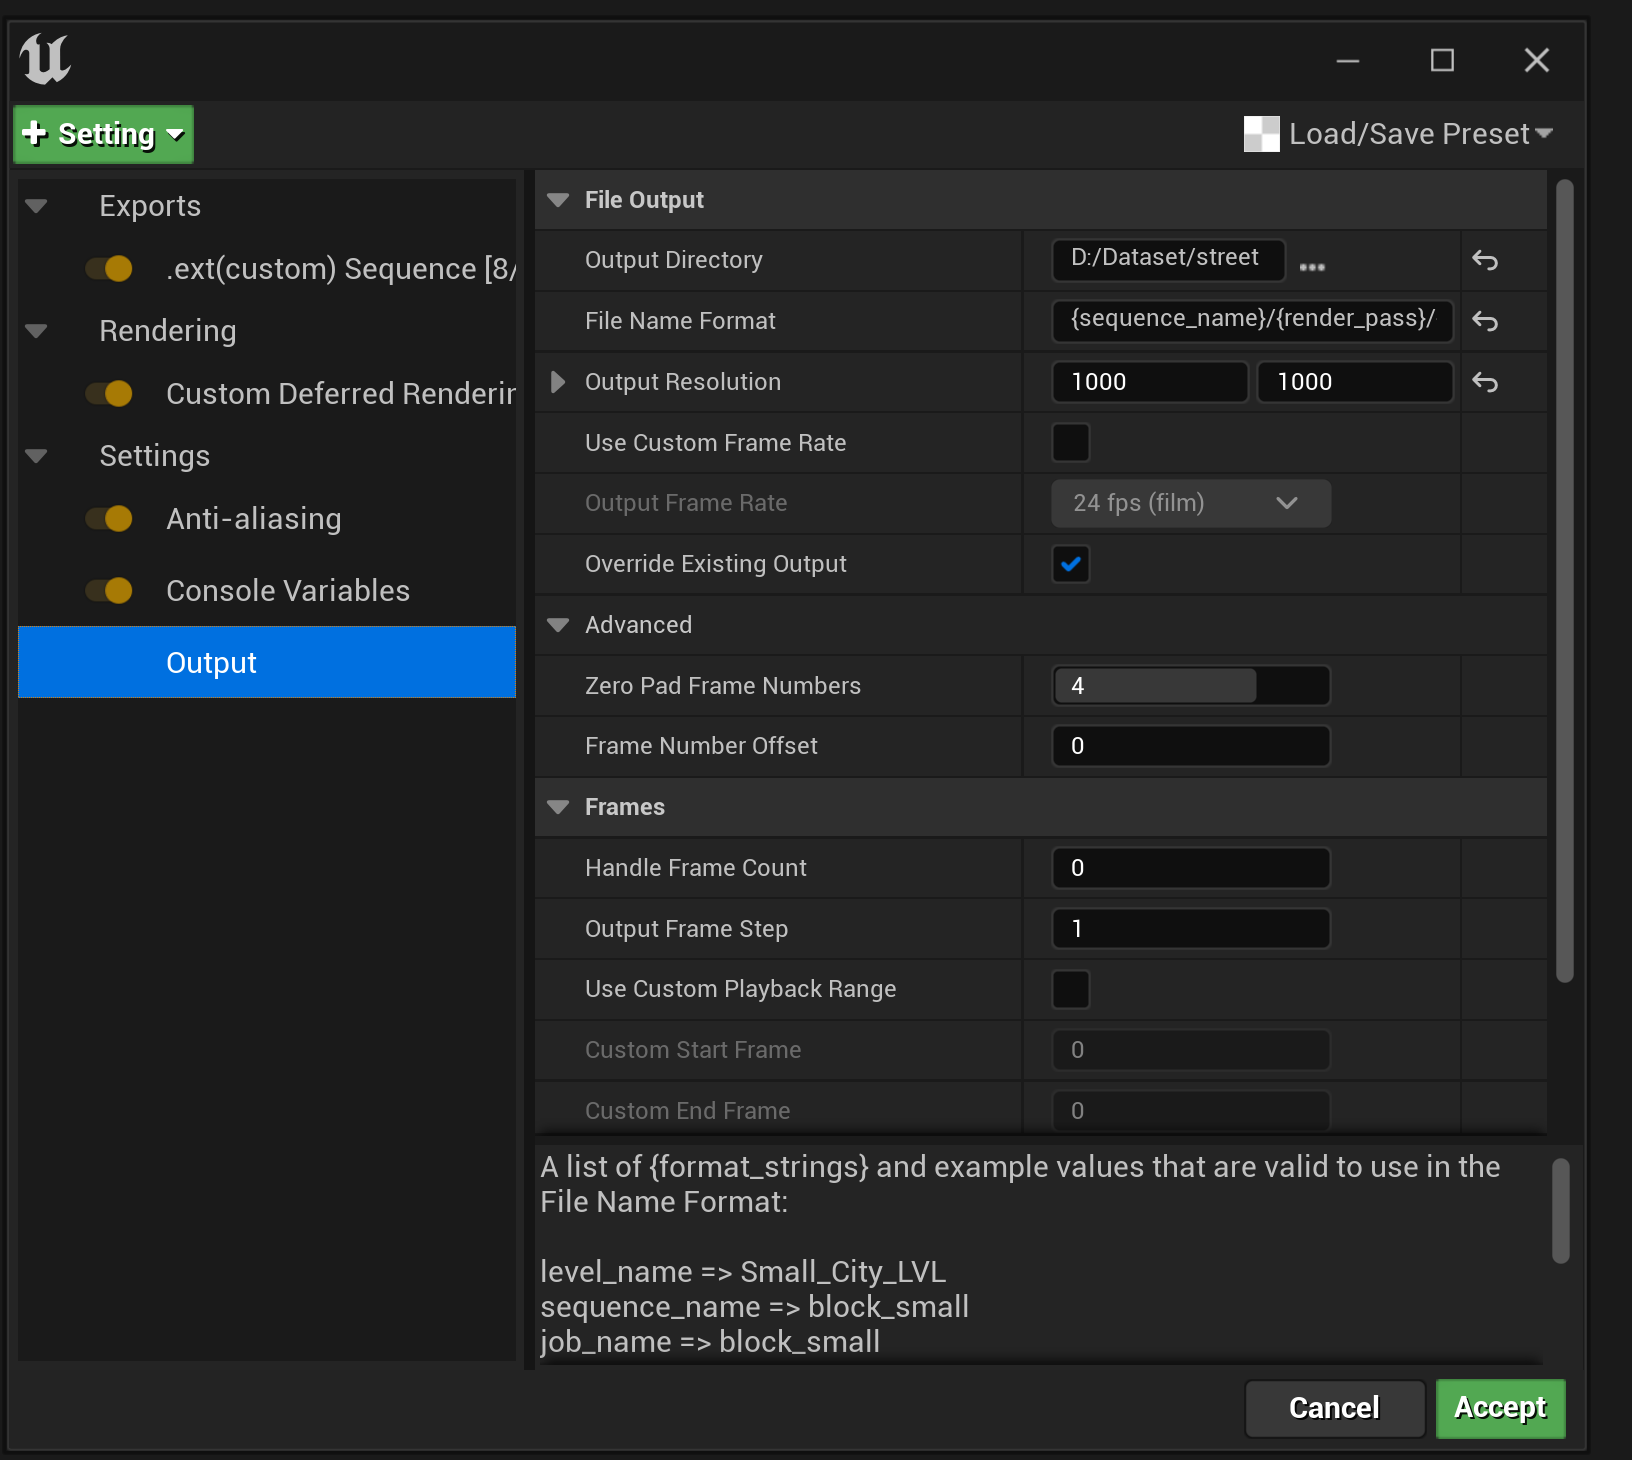 Setting
Load/Save Preset
Exports
.ext(custom) Sequence [8/
Rendering
Custom Deferred Renderin
Settings
Anti-aliasing
Console Variables
Output
File Output
Output Directory
D:/Dataset/street
...
File Name Format
{sequence_name}/{render_pass}/
Output Resolution
1000
1000
Use Custom Frame Rate
Output Frame Rate
24 fps (film)
Override Existing Output
Advanced
Zero Pad Frame Numbers
4
Frame Number Offset
0
Frames
Handle Frame Count
0
Output Frame Step
1
Use Custom Playback Range
Custom Start Frame
0
Custom End Frame
0
A list of {format_strings} and example values that are valid to use in the
File Name Format:
level_name => Small_City_LVL
sequence_name => block_small
job_name => block_small
Cancel
Accept